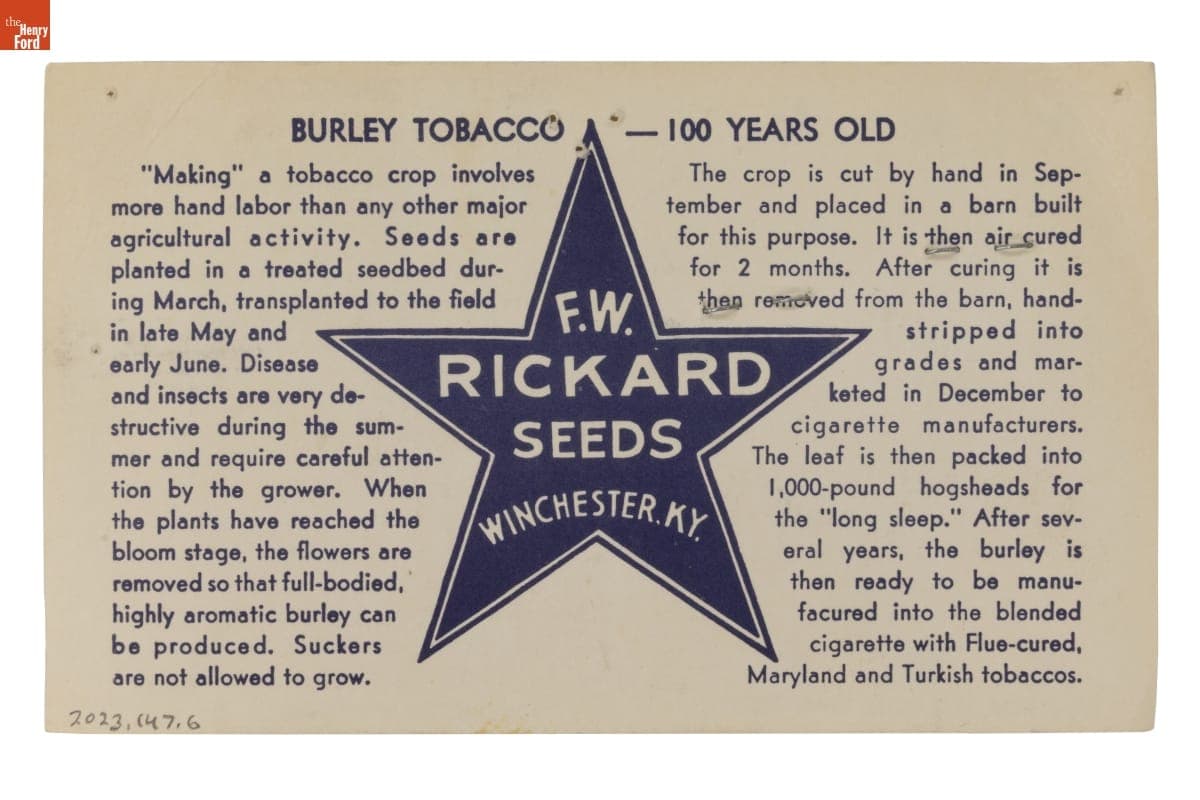 the
Henry
Ford
BURLEY TOBACCO — 100 YEARS OLD
"Making" a tobacco crop involves
more hand labor than any other major
agricultural activity. Seeds are
planted in a treated seedbed dur-
ing March, transplanted to the field
in late May and
early June. Disease
and insects are very de-
structive during the sum-
mer and require careful atten-
tion by the grower. When
the plants have reached the
bloom stage, the flowers are
removed so that full-bodied,
highly aromatic burley can
be produced. Suckers
are not allowed to grow.
F.W.
RICKARD
SEEDS
WINCHESTER. KY.
The crop is cut by hand in Sep-
tember and placed in a barn built
for this purpose. It is then air cured
for 2 months. After curing it is
then removed from the barn, hand-
stripped into
grades and mar-
keted in December to
cigarette manufacturers.
The leaf is then packed into
1,000-pound hogsheads for
the "long sleep." After sev-
eral years, the burley is
then ready to be manu-
facured into the blended
cigarette with Flue-cured,
Maryland and Turkish tobaccos.
2023.147.6